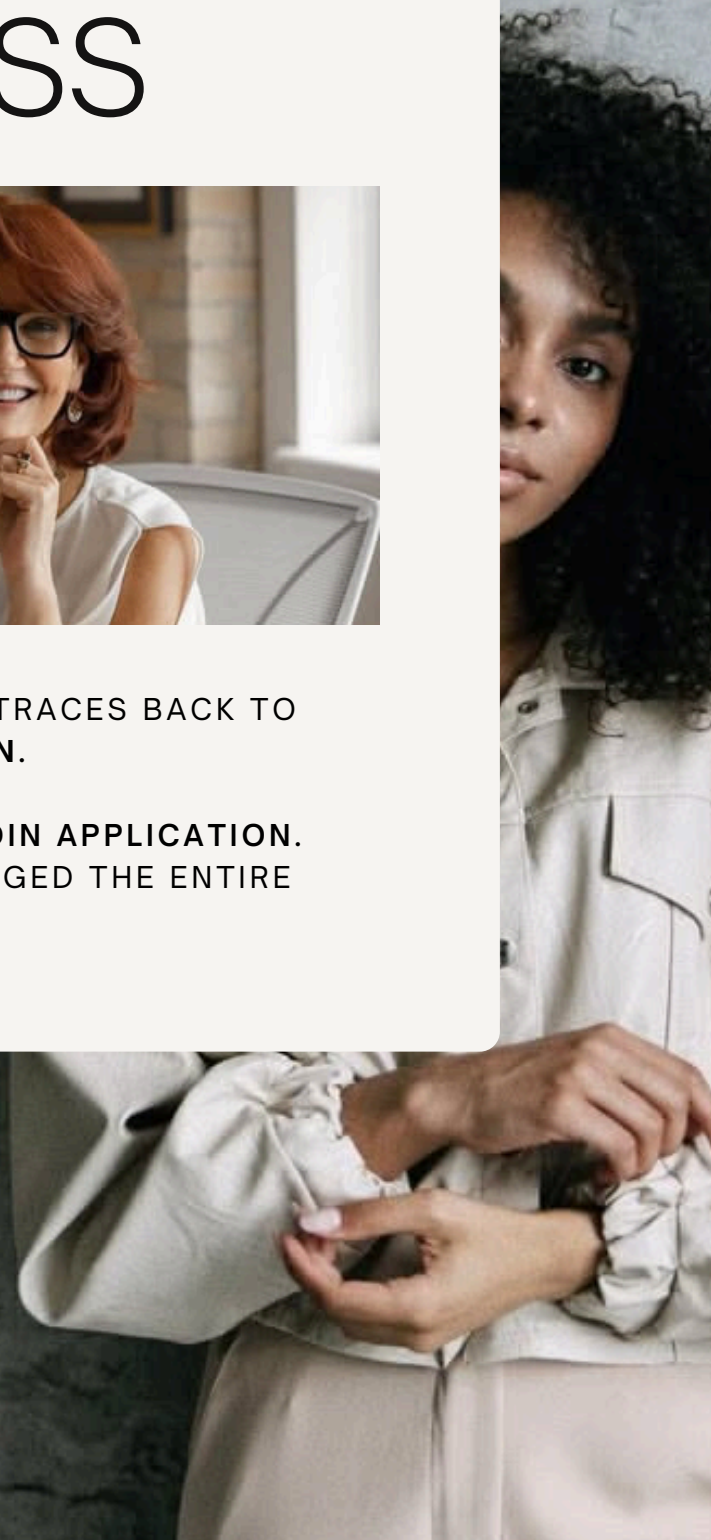 SS
TRACES BACK TO
N.
OIN APPLICATION.
GED THE ENTIRE